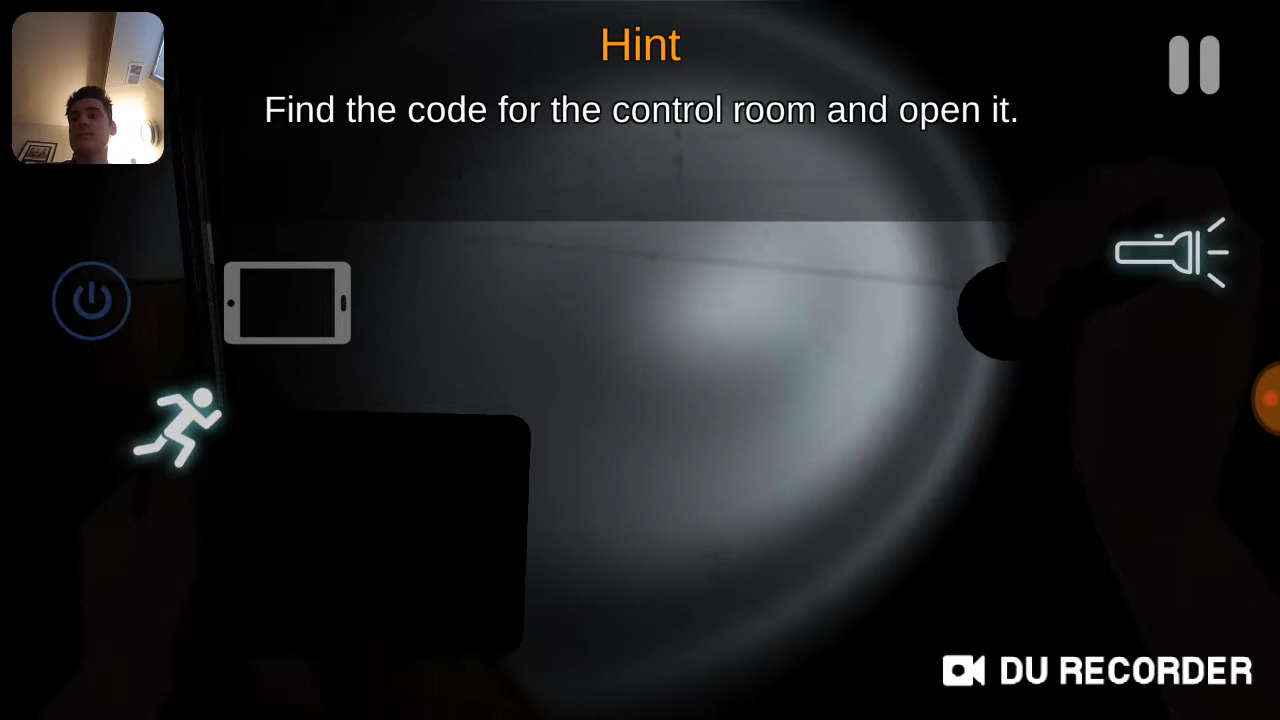 Hint
Find the code for the control room and open it.
DU RECORDER